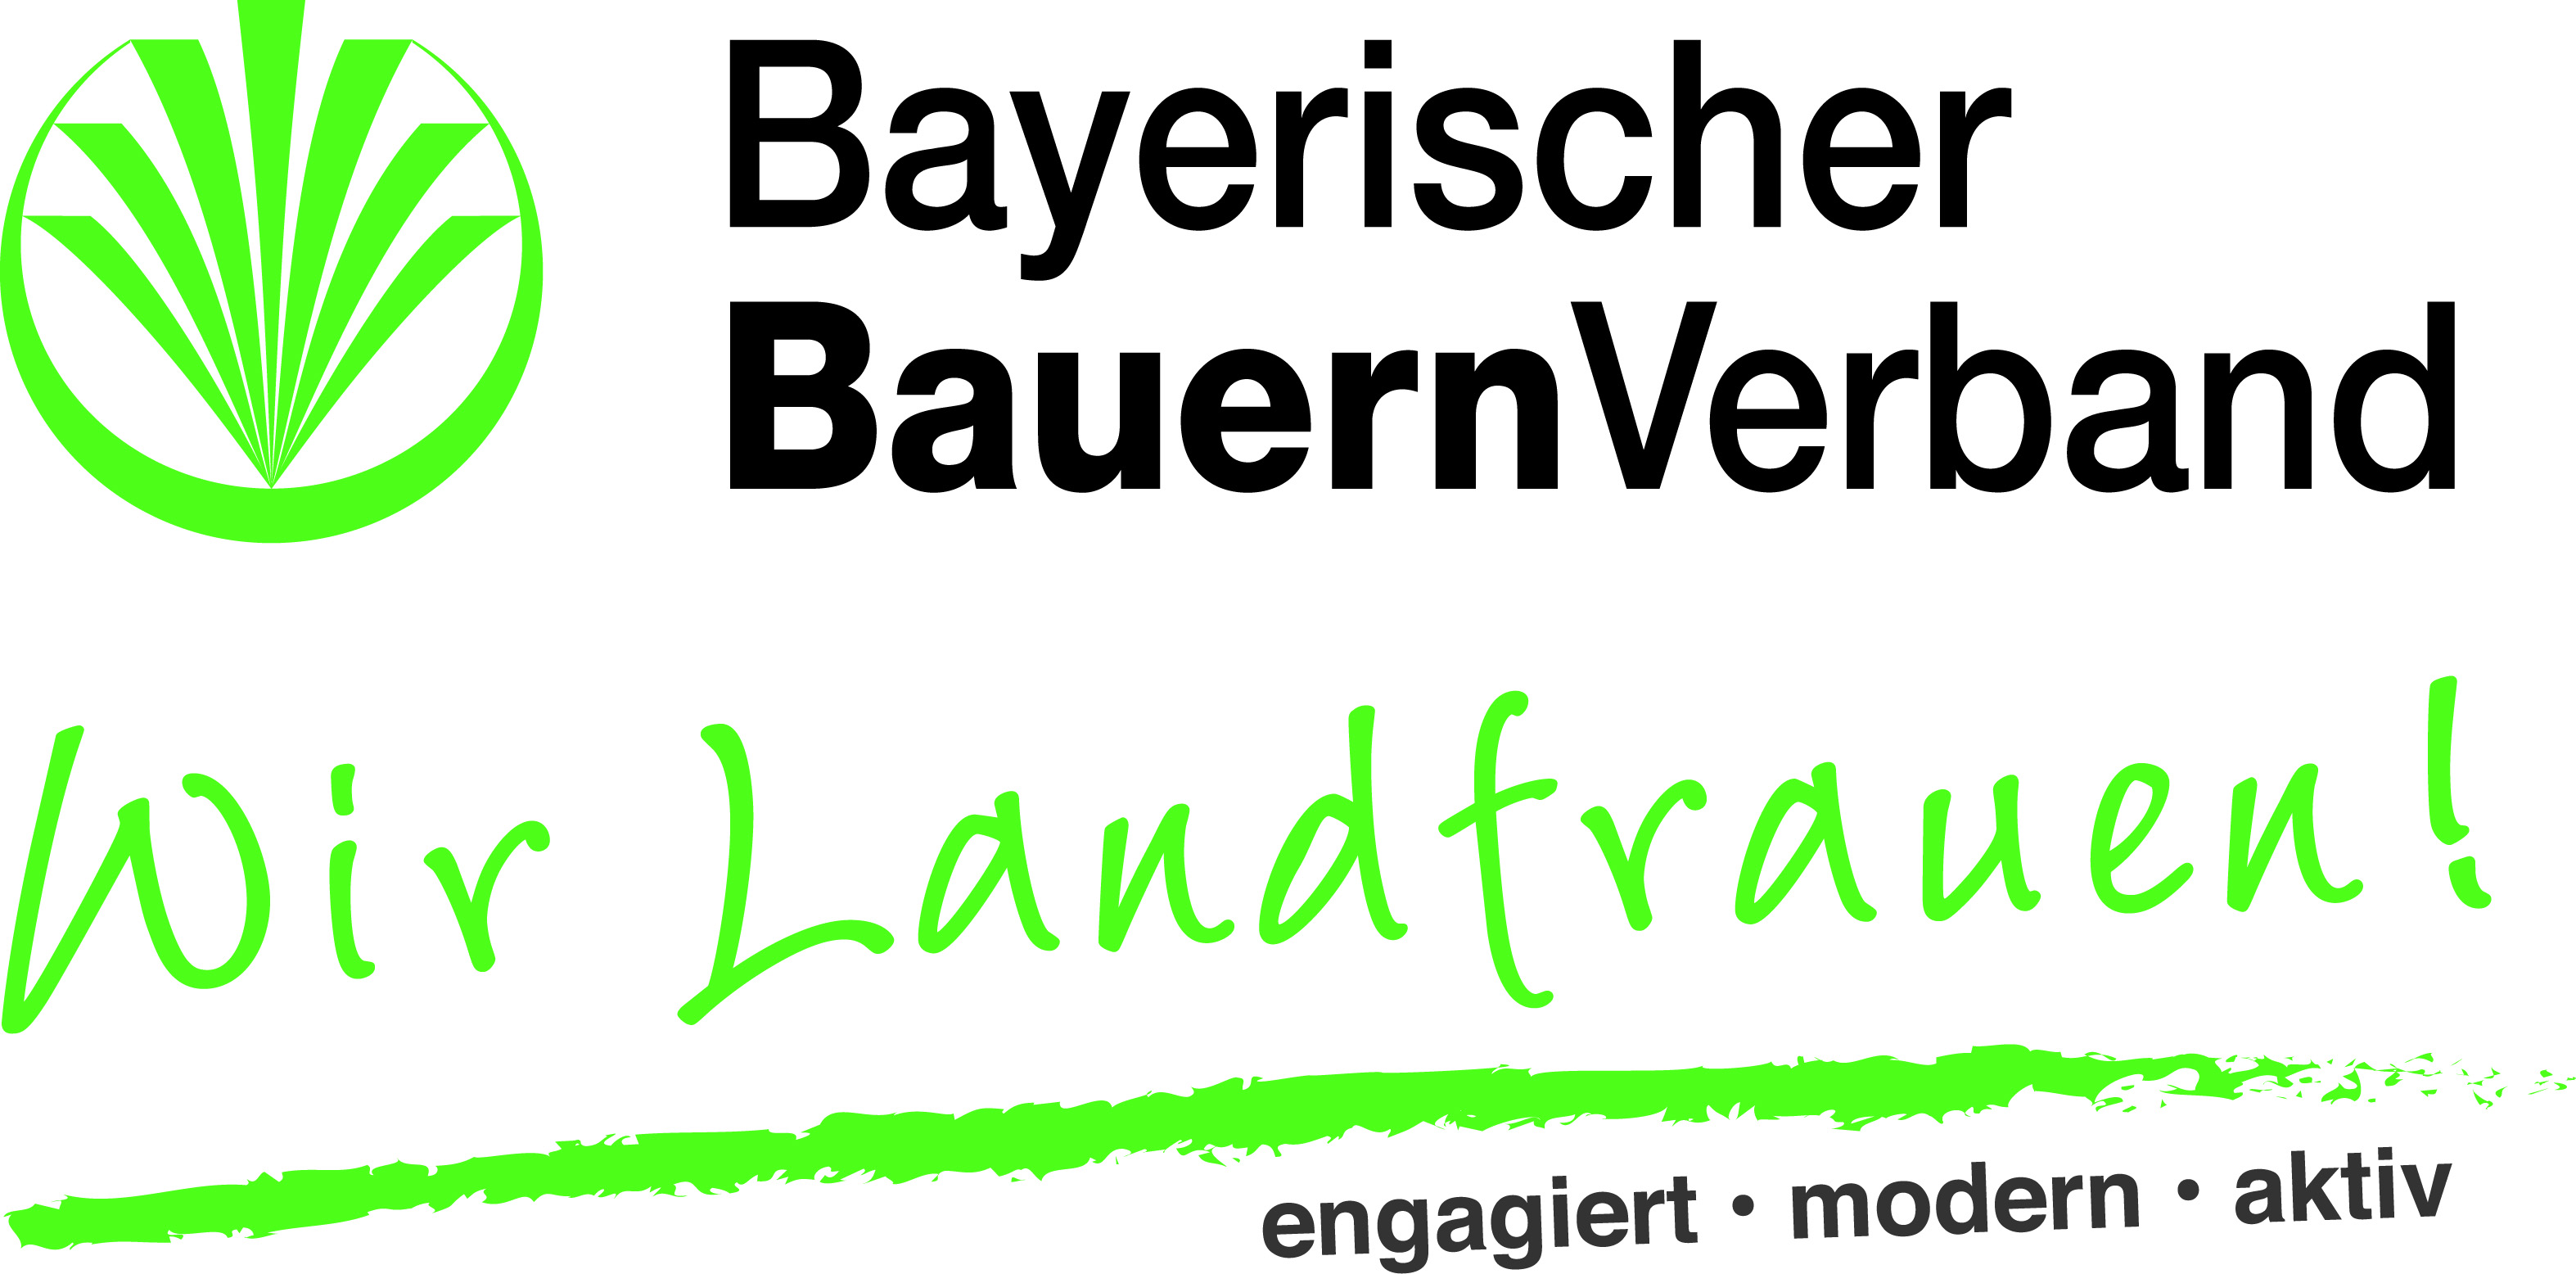 Bayerischer
BauernVerband
Wir Landfrauen!
engagiert • modern • aktiv